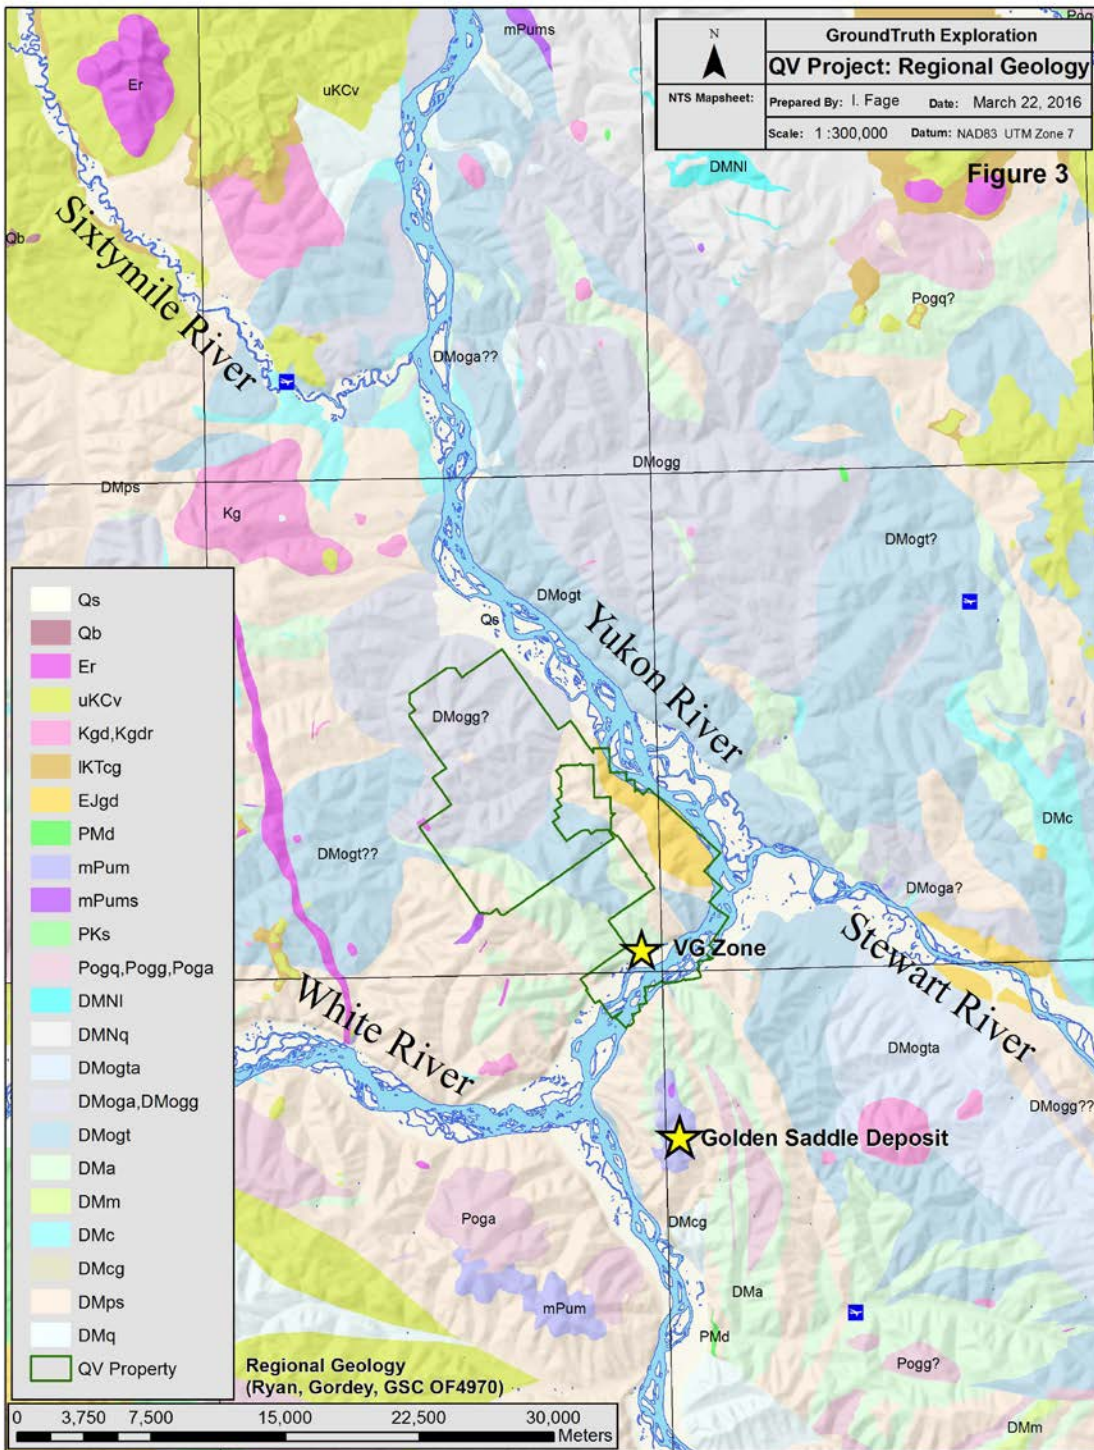 N
GroundTruth Exploration
QV Project: Regional Geology
NTS Mapsheet:
Prepared By: I. Fage Date: March 22, 2016
Scale: 1:300,000 Datum: NAD83 UTM Zone 7
Figure 3
mPums
Er
uKCv
DMNI
Sixtymile River
Qb
Pogq?
DMoga??
DMogg
DMps
Kg
DMogt?
DMogt
Qs
Yukon River
DMogg?
DMc
DMogt??
DMoga?
VG Zone
Stewart River
White River
DMogta
DMogg??
Golden Saddle Deposit
Poga
DMcg
DMa
mPum
PMd
Pogg?
DMm
Qs
Qb
Er
uKCv
Kgd,Kgdr
IKTcg
EJgd
PMd
mPum
mPums
PKs
Pogq,Pogg,Poga
DMNI
DMNq
DMogta
DMoga,DMogg
DMogt
DMa
DMm
DMc
DMcg
DMps
DMq
QV Property
Regional Geology
(Ryan, Gordey, GSC OF4970)
0 3,750 7,500 15,000 22,500 30,000
Meters